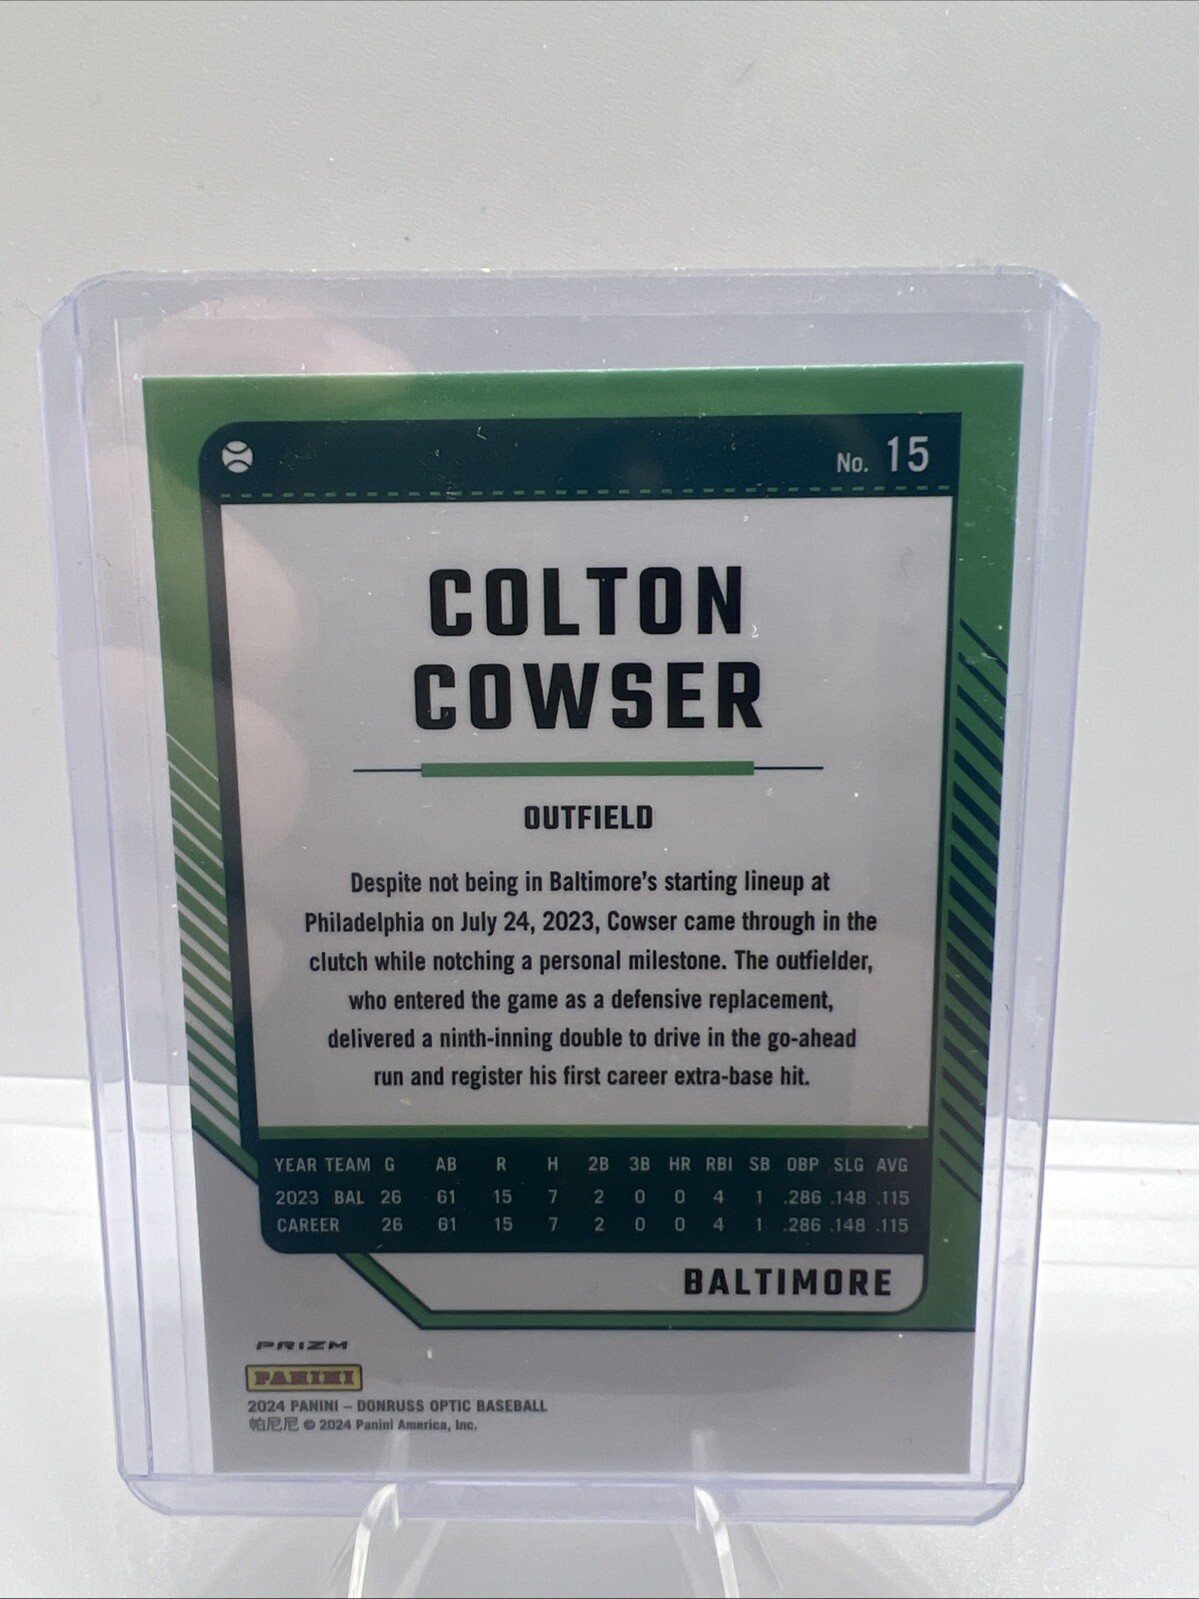 No. 15
COLTON
COWSER
OUTFIELD
Despite not being in Baltimore's starting lineup at
Philadelphia on July 24, 2023, Cowser came through in the
clutch while notching a personal milestone. The outfielder,
who entered the game as a defensive replacement,
delivered a ninth-inning double to drive in the go-ahead
run and register his first career extra-base hit.
YEAR TEAM G AB R H 2B 3B HR RBI SB OBP SLG AVG
2023 BAL 26 61 15 7 2 0 0 4 1 .286 .148 .115
CAREER 26 61 15 7 2 0 0 4 1 .286 .148 .115
BALTIMORE
PRIZM
PANINI
2024 PANINI – DONRUSS OPTIC BASEBALL
帕尼尼 © 2024 Panini America, Inc.